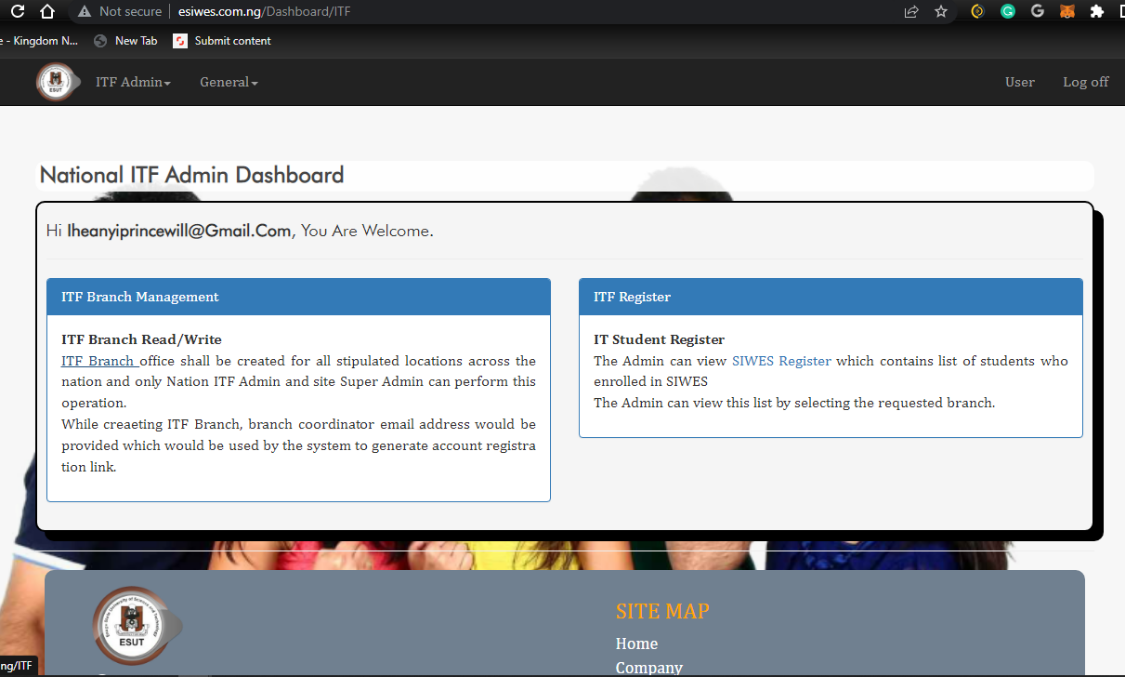 Not secure | esiwes.com.ng/Dashboard/ITF
e - Kingdom N... New Tab Submit content
ESUT ITF Admin General User Log off
National ITF Admin Dashboard
Hi Iheanyiprincewill@Gmail.Com, You Are Welcome.
ITF Branch Management
ITF Branch Read/Write
ITF Branch office shall be created for all stipulated locations across the
nation and only Nation ITF Admin and site Super Admin can perform this
operation.
While creaeting ITF Branch, branch coordinator email address would be
provided which would be used by the system to generate account registra
tion link.
ITF Register
IT Student Register
The Admin can view SIWES Register which contains list of students who
enrolled in SIWES
The Admin can view this list by selecting the requested branch.
ESUT
SITE MAP
Home
Company
ng/ITF